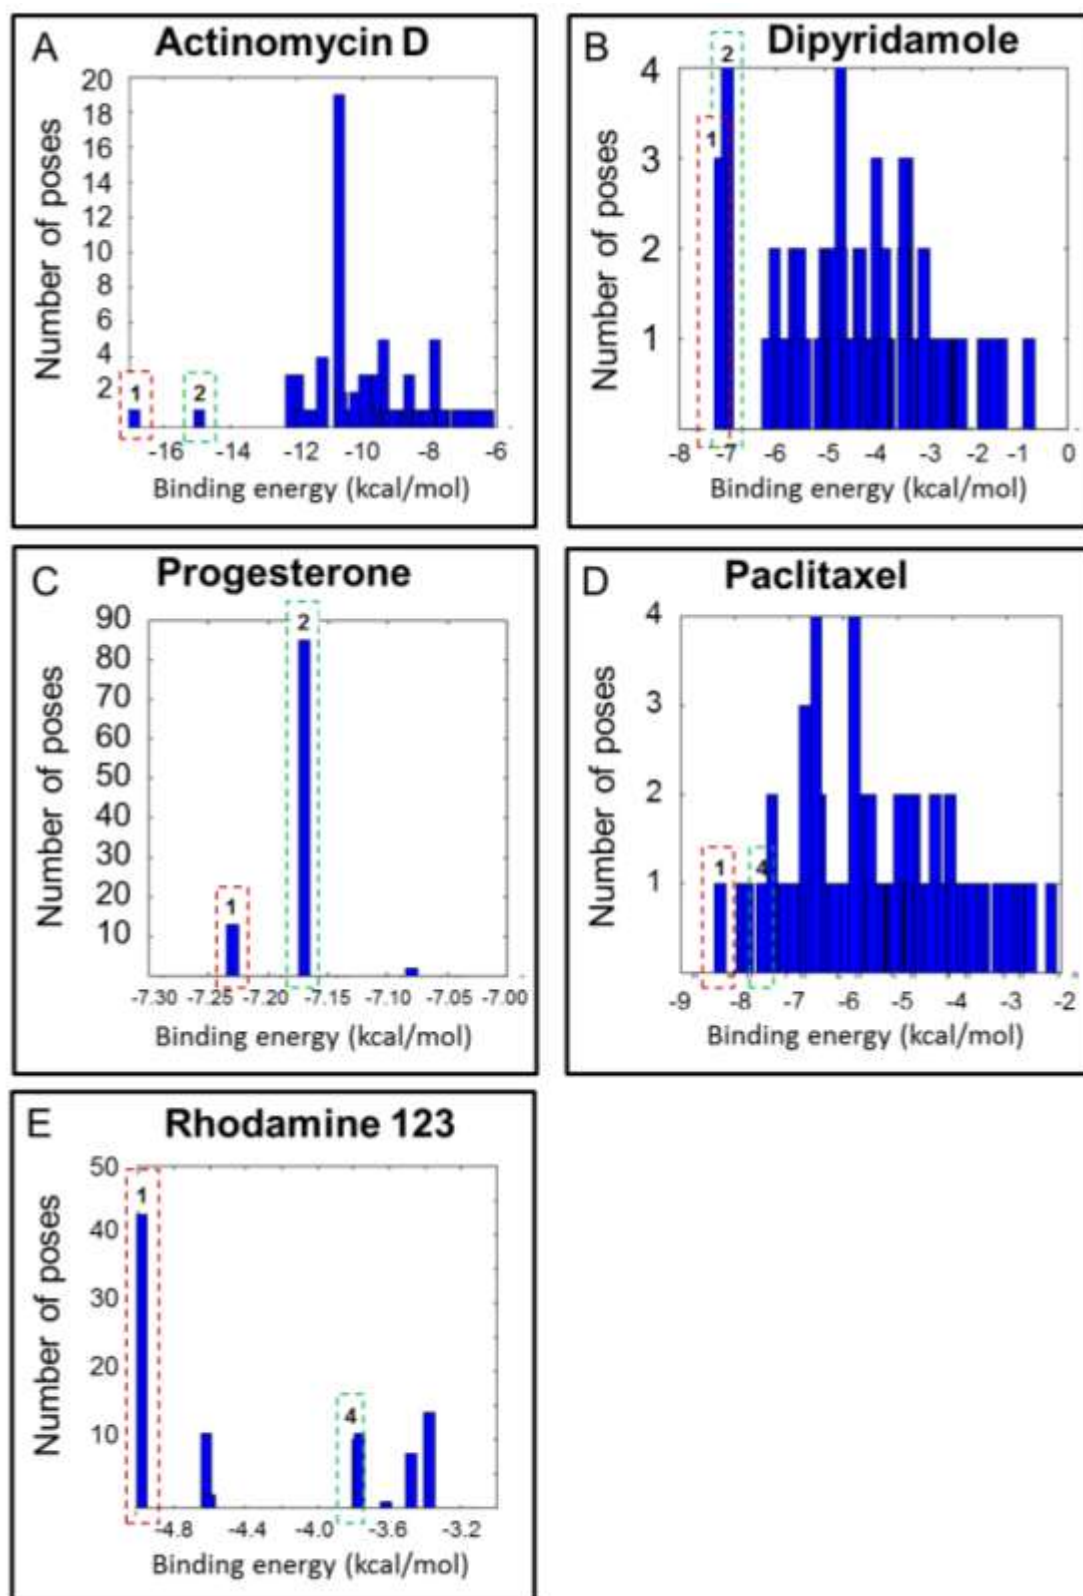 A
Actinomycin D
Number of poses
20
18
16
14
12
10
8
6
4
2
1
2
-16 -14 -12 -10 -8 -6
Binding energy (kcal/mol)
B
Dipyridamole
Number of poses
4
3
2
1
1
2
-8 -7 -6 -5 -4 -3 -2 -1 0
Binding energy (kcal/mol)
C
Progesterone
Number of poses
90
80
70
60
50
40
30
20
10
1
2
-7.30 -7.25 -7.20 -7.15 -7.10 -7.05 -7.00
Binding energy (kcal/mol)
D
Paclitaxel
Number of poses
4
3
2
1
1
4
-9 -8 -7 -6 -5 -4 -3 -2
Binding energy (kcal/mol)
E
Rhodamine 123
Number of poses
50
40
30
20
10
1
4
-4.8 -4.0 -3.6 -3.2
Binding energy (kcal/mol)